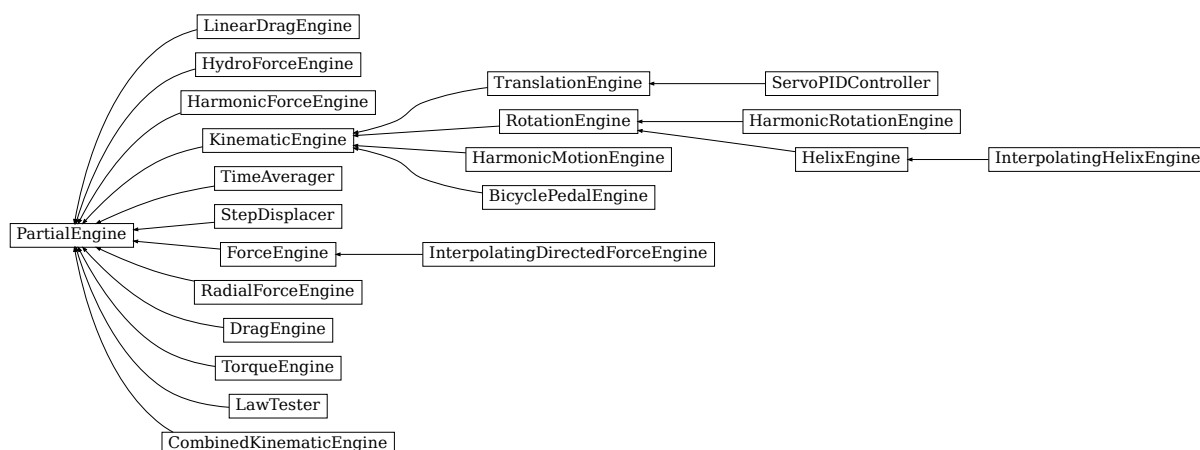 LinearDragEngine
HydroForceEngine
TranslationEngine
ServoPIDController
HarmonicForceEngine
RotationEngine
HarmonicRotationEngine
KinematicEngine
HarmonicMotionEngine
HelixEngine
InterpolatingHelixEngine
TimeAverager
BicyclePedalEngine
StepDisplacer
PartialEngine
ForceEngine
InterpolatingDirectedForceEngine
RadialForceEngine
DragEngine
TorqueEngine
LawTester
CombinedKinematicEngine